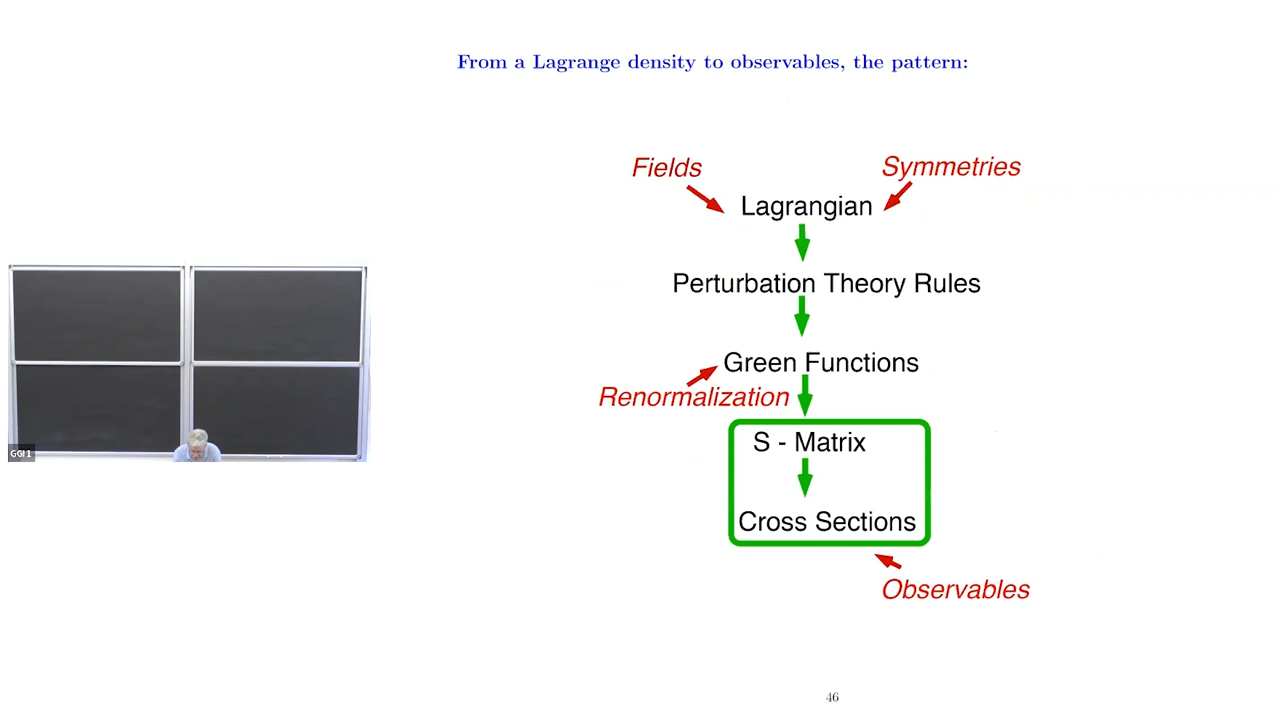 From a Lagrange density to observables, the pattern:
Fields
Symmetries
Lagrangian
Perturbation Theory Rules
Green Functions
Renormalization
S - Matrix
Cross Sections
Observables
GGI 1
46